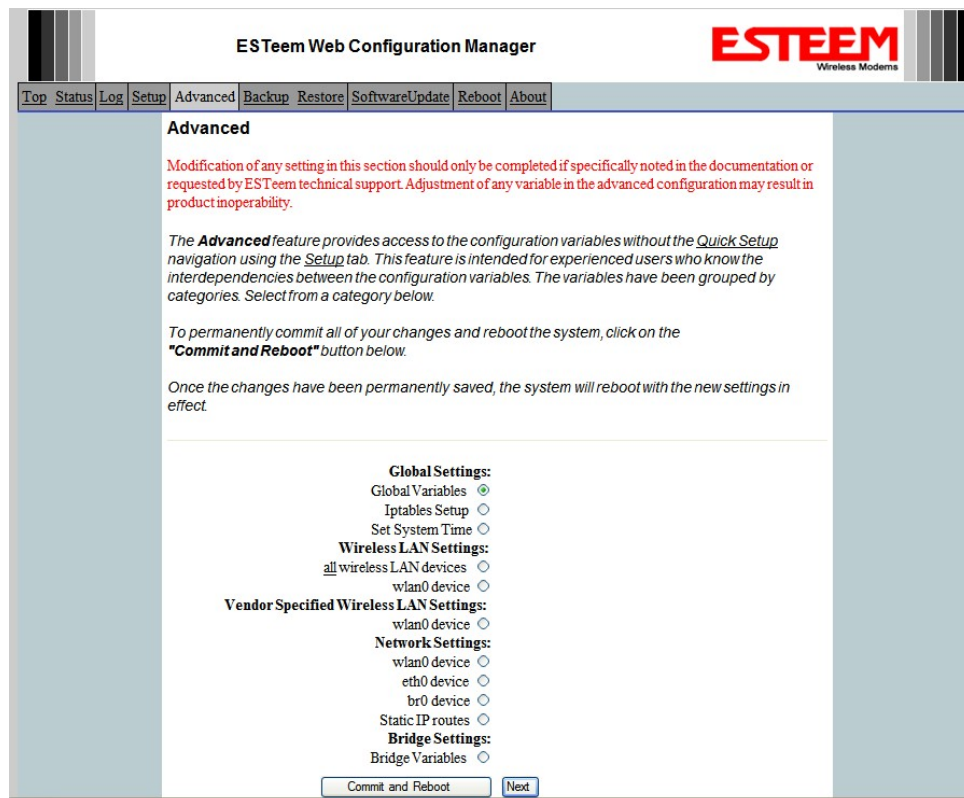 ESTeem Web Configuration Manager
ESTEEM
Wireless Modems
Top Status Log Setup Advanced Backup Restore SoftwareUpdate Reboot About
Advanced
Modification of any setting in this section should only be completed if specifically noted in the documentation or
requested by ESTeem technical support. Adjustment of any variable in the advanced configuration may result in
product inoperability.
The Advanced feature provides access to the configuration variables without the Quick Setup
navigation using the Setup tab. This feature is intended for experienced users who know the
interdependencies between the configuration variables. The variables have been grouped by
categories. Select from a category below.
To permanently commit all of your changes and reboot the system, click on the
"Commit and Reboot" button below.
Once the changes have been permanently saved, the system will reboot with the new settings in
effect.
Global Settings:
Global Variables
Iptables Setup
Set System Time
Wireless LAN Settings:
all wireless LAN devices
wlan0 device
Vendor Specified Wireless LAN Settings:
wlan0 device
Network Settings:
wlan0 device
eth0 device
br0 device
Static IP routes
Bridge Settings:
Bridge Variables
Commit and Reboot Next